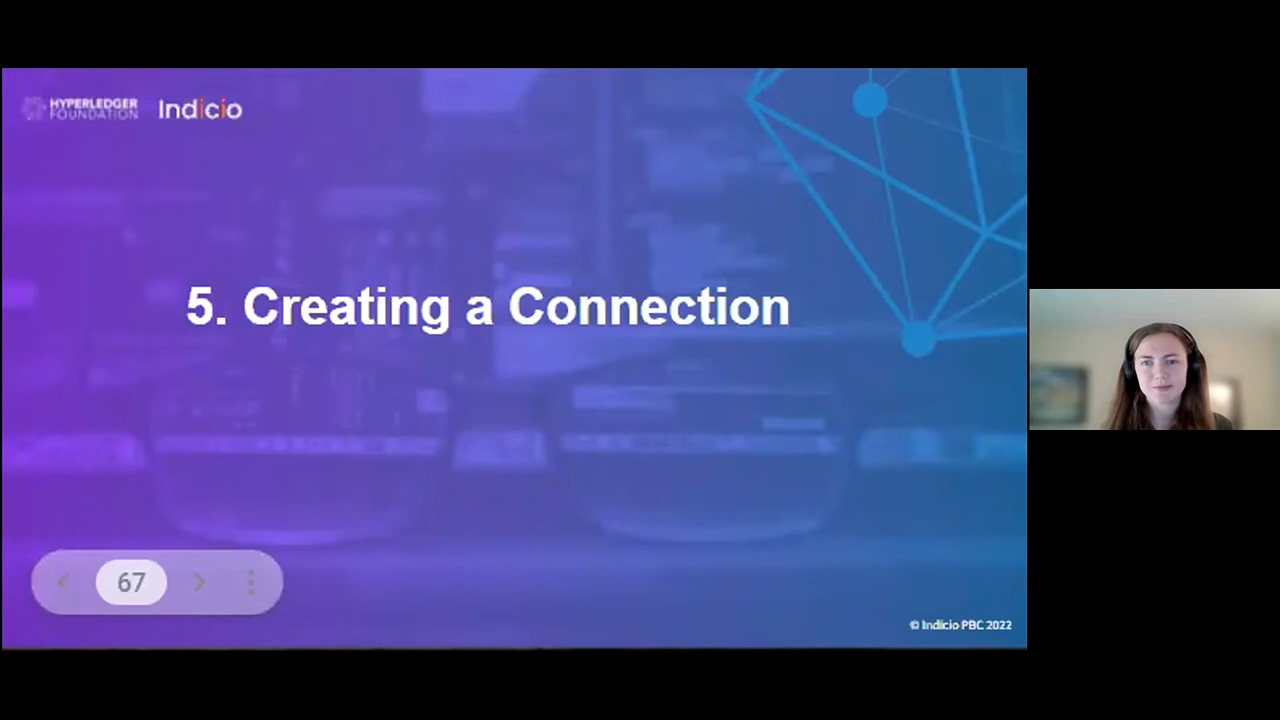 HYPERLEDGER
FOUNDATION
Indicio
5. Creating a Connection
67
© Indicio PBC 2022